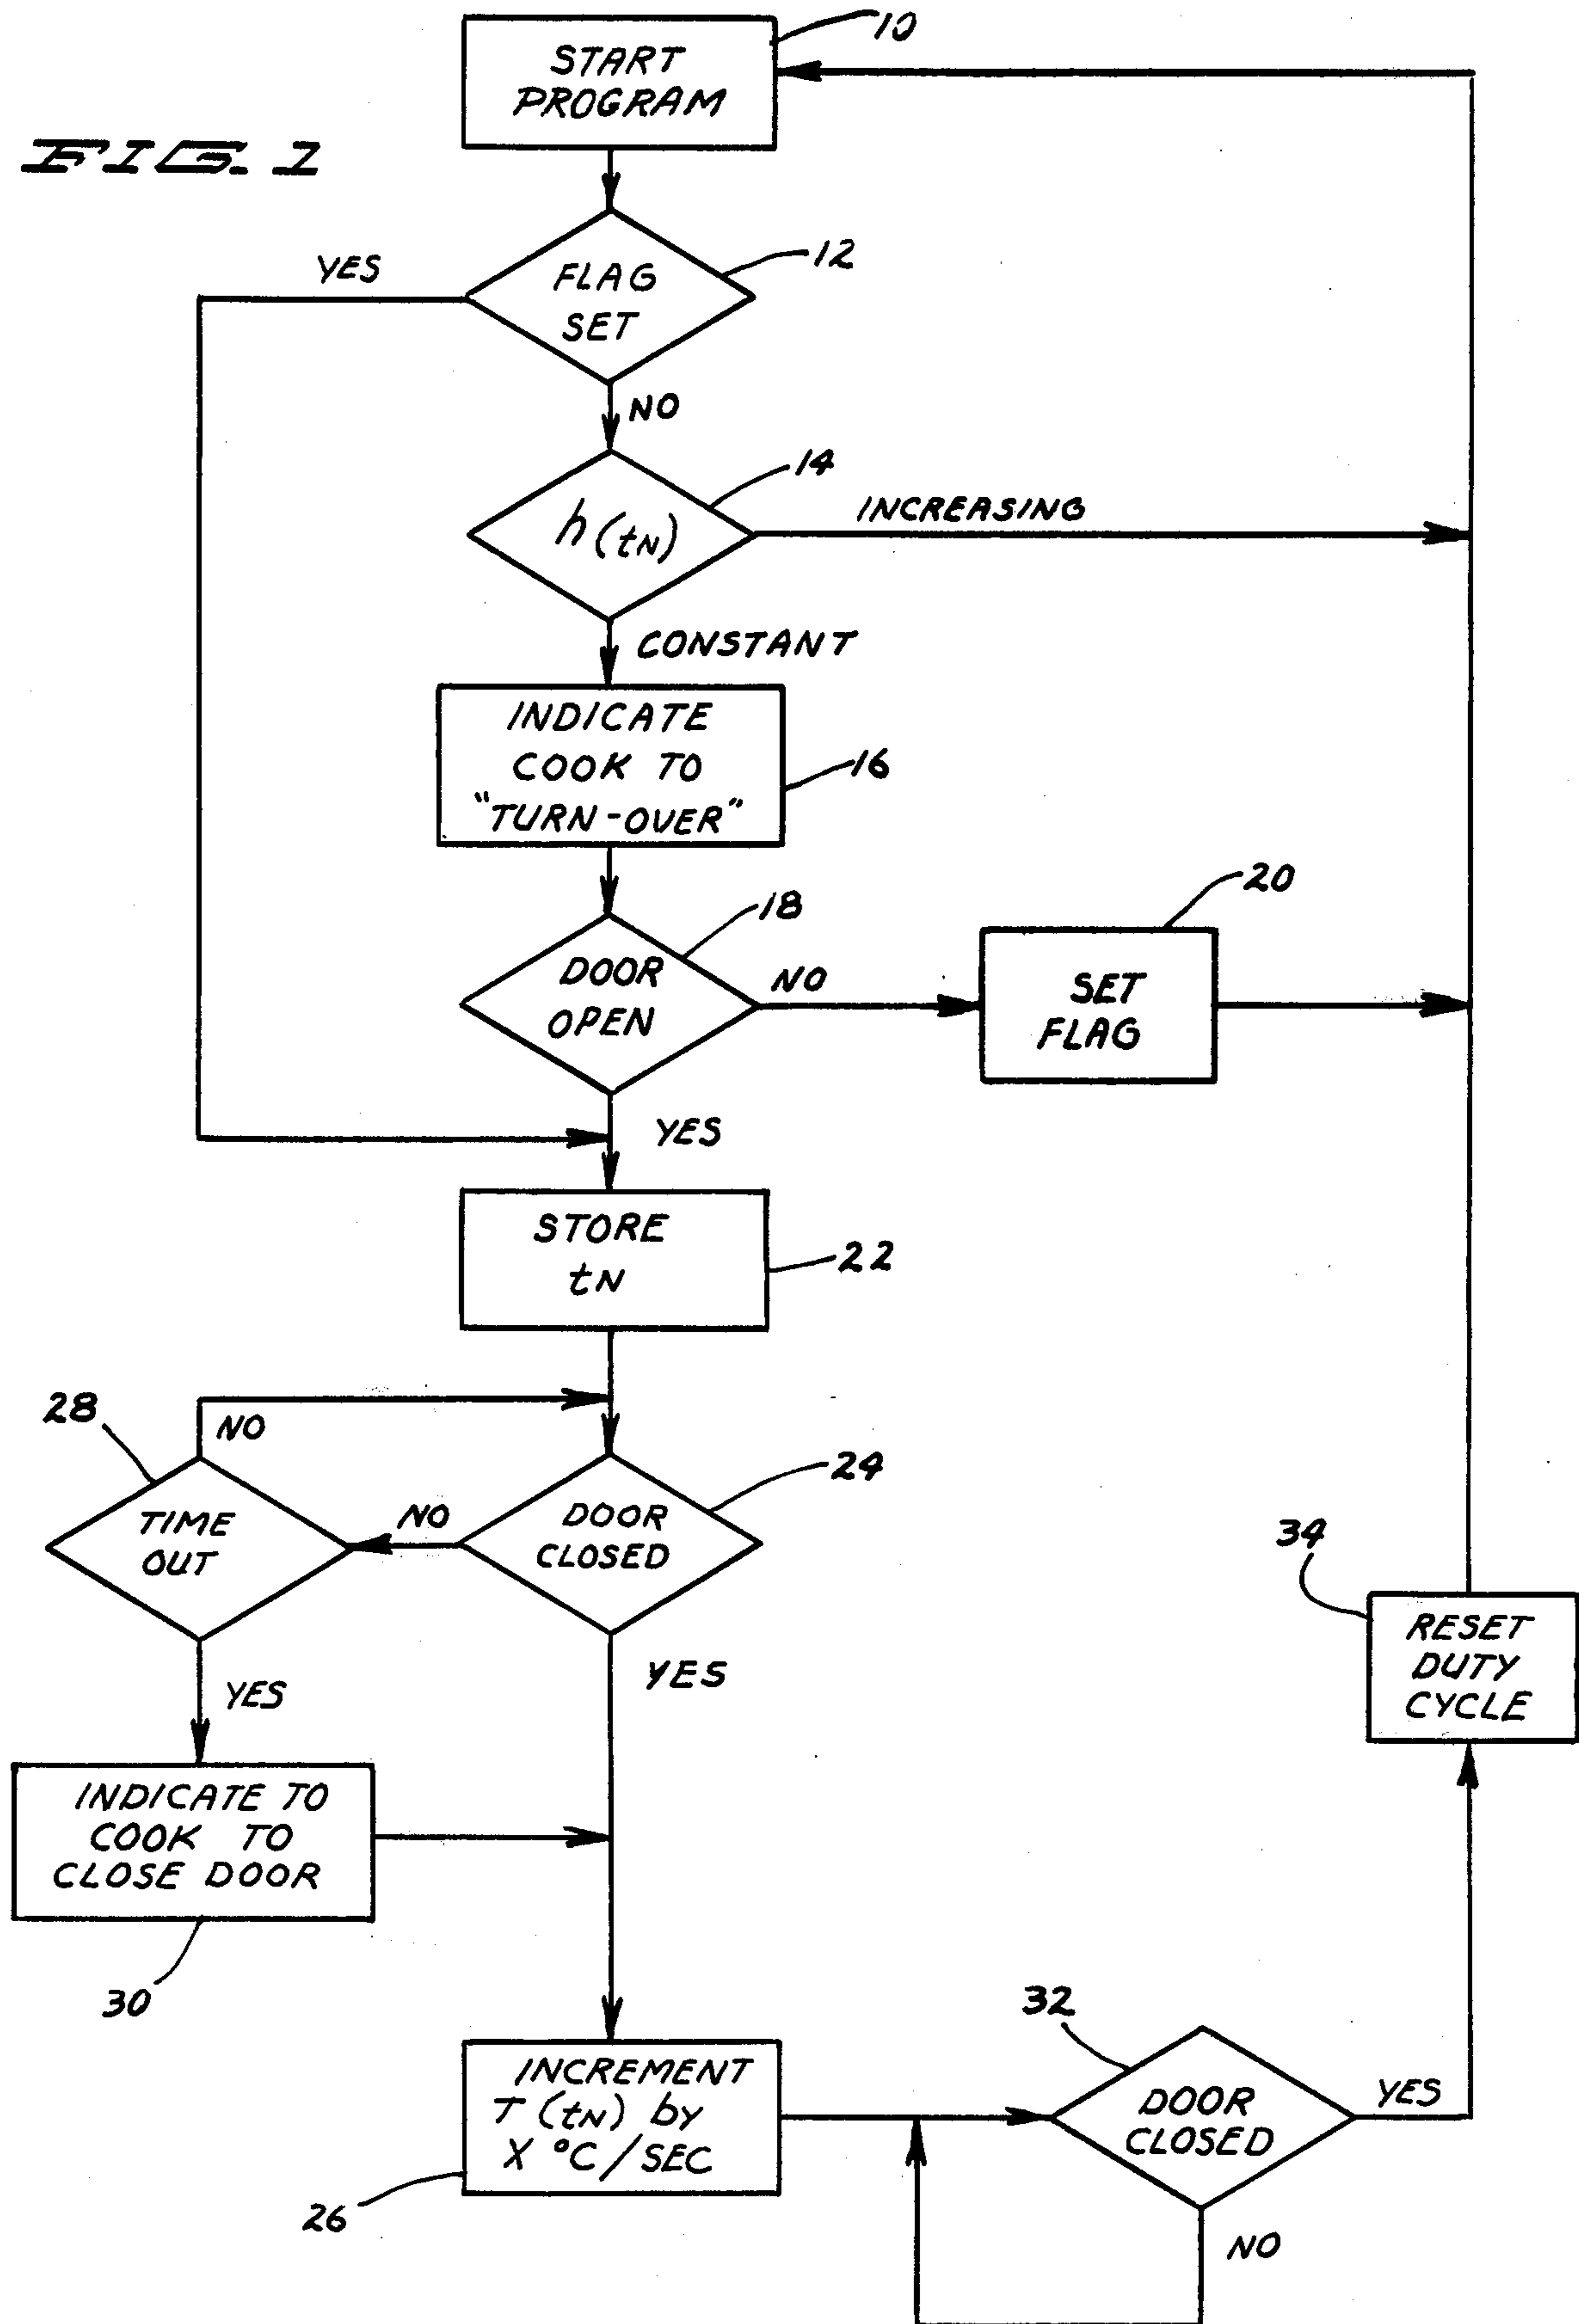 FIG. 1
10
START
PROGRAM
12
YES
FLAG
SET
NO
14
h (tN)
INCREASING
CONSTANT
INDICATE
COOK TO
"TURN-OVER"
16
18
DOOR
OPEN
NO
20
SET
FLAG
YES
STORE
tN
22
28
NO
TIME
OUT
NO
24
DOOR
CLOSED
YES
YES
34
RESET
DUTY
CYCLE
INDICATE TO
COOK TO
CLOSE DOOR
30
INCREMENT
T (tN) by
X °C/SEC
26
32
DOOR
CLOSED
YES
NO